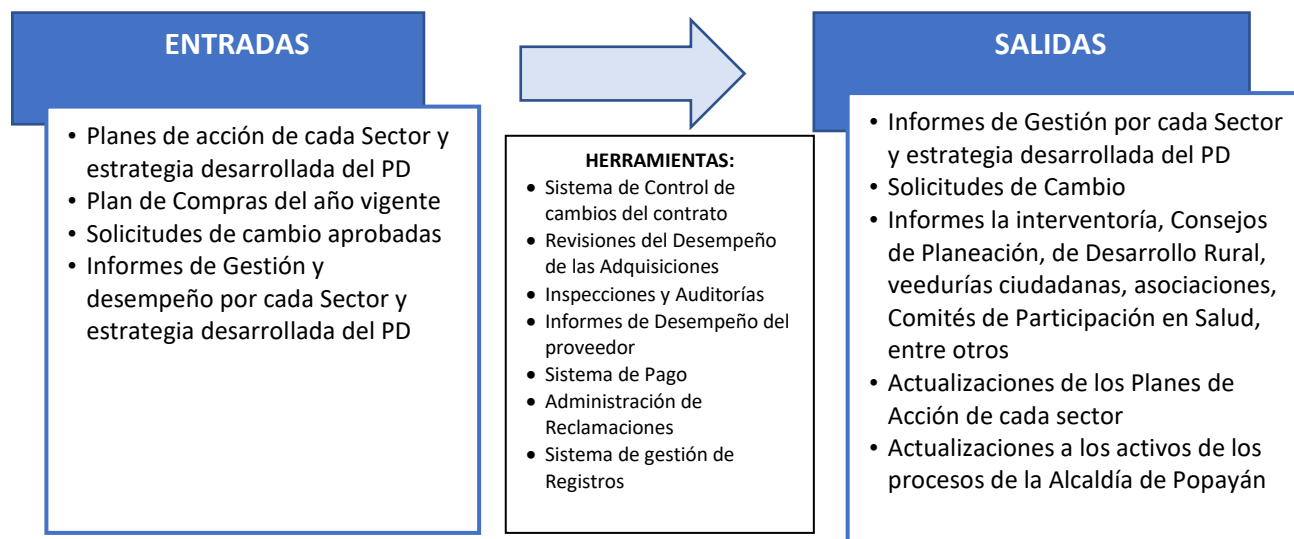 ENTRADAS
• Planes de acción de cada Sector y
estrategia desarrollada del PD
• Plan de Compras del año vigente
• Solicitudes de cambio aprobadas
• Informes de Gestión y
desempeño por cada Sector y
estrategia desarrollada del PD
HERRAMIENTAS:
• Sistema de Control de
cambios del contrato
• Revisiones del Desempeño
de las Adquisiciones
• Inspecciones y Auditorías
• Informes de Desempeño del
proveedor
• Sistema de Pago
• Administración de
Reclamaciones
• Sistema de gestión de
Registros
SALIDAS
• Informes de Gestión por cada Sector
y estrategia desarrollada del PD
• Solicitudes de Cambio
• Informes la interventoría, Consejos
de Planeación, de Desarrollo Rural,
veedurías ciudadanas, asociaciones,
Comités de Participación en Salud,
entre otros
• Actualizaciones de los Planes de
Acción de cada sector
• Actualizaciones a los activos de los
procesos de la Alcaldía de Popayán